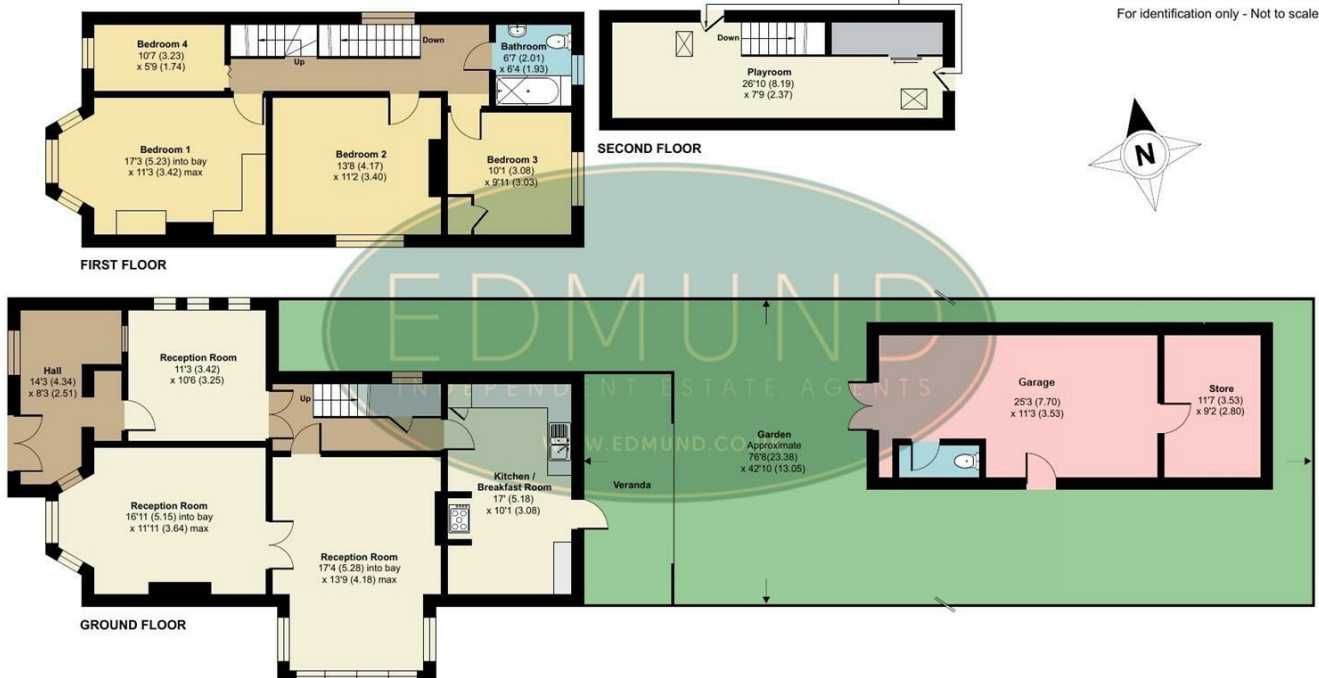 For identification only - Not to scale
Bedroom 4
10'7 (3.23)
x 5'9 (1.74)
Up
Down
Bathroom
6'7 (2.01)
x 6'4 (1.93)
Bedroom 1
17'3 (5.23) into bay
x 11'3 (3.42) max
Bedroom 2
13'8 (4.17)
x 11'2 (3.40)
Bedroom 3
10'1 (3.08)
x 9'11 (3.03)
FIRST FLOOR
Down
Playroom
26'10 (8.19)
x 7'9 (2.37)
SECOND FLOOR
N
EDMUND
INDEPENDENT ESTATE AGENTS
Hall
14'3 (4.34)
x 8'3 (2.51)
Reception Room
11'3 (3.42)
x 10'6 (3.25)
Up
Reception Room
16'11 (5.15) into bay
x 11'11 (3.64) max
Reception Room
17'4 (5.28) into bay
x 13'9 (4.18) max
Kitchen /
Breakfast Room
17' (5.18)
x 10'1 (3.08)
Veranda
Garden
Approximate
76'8(23.38)
x 42'10 (13.05)
Garage
25'3 (7.70)
x 11'3 (3.53)
Store
11'7 (3.53)
x 9'2 (2.80)
GROUND FLOOR